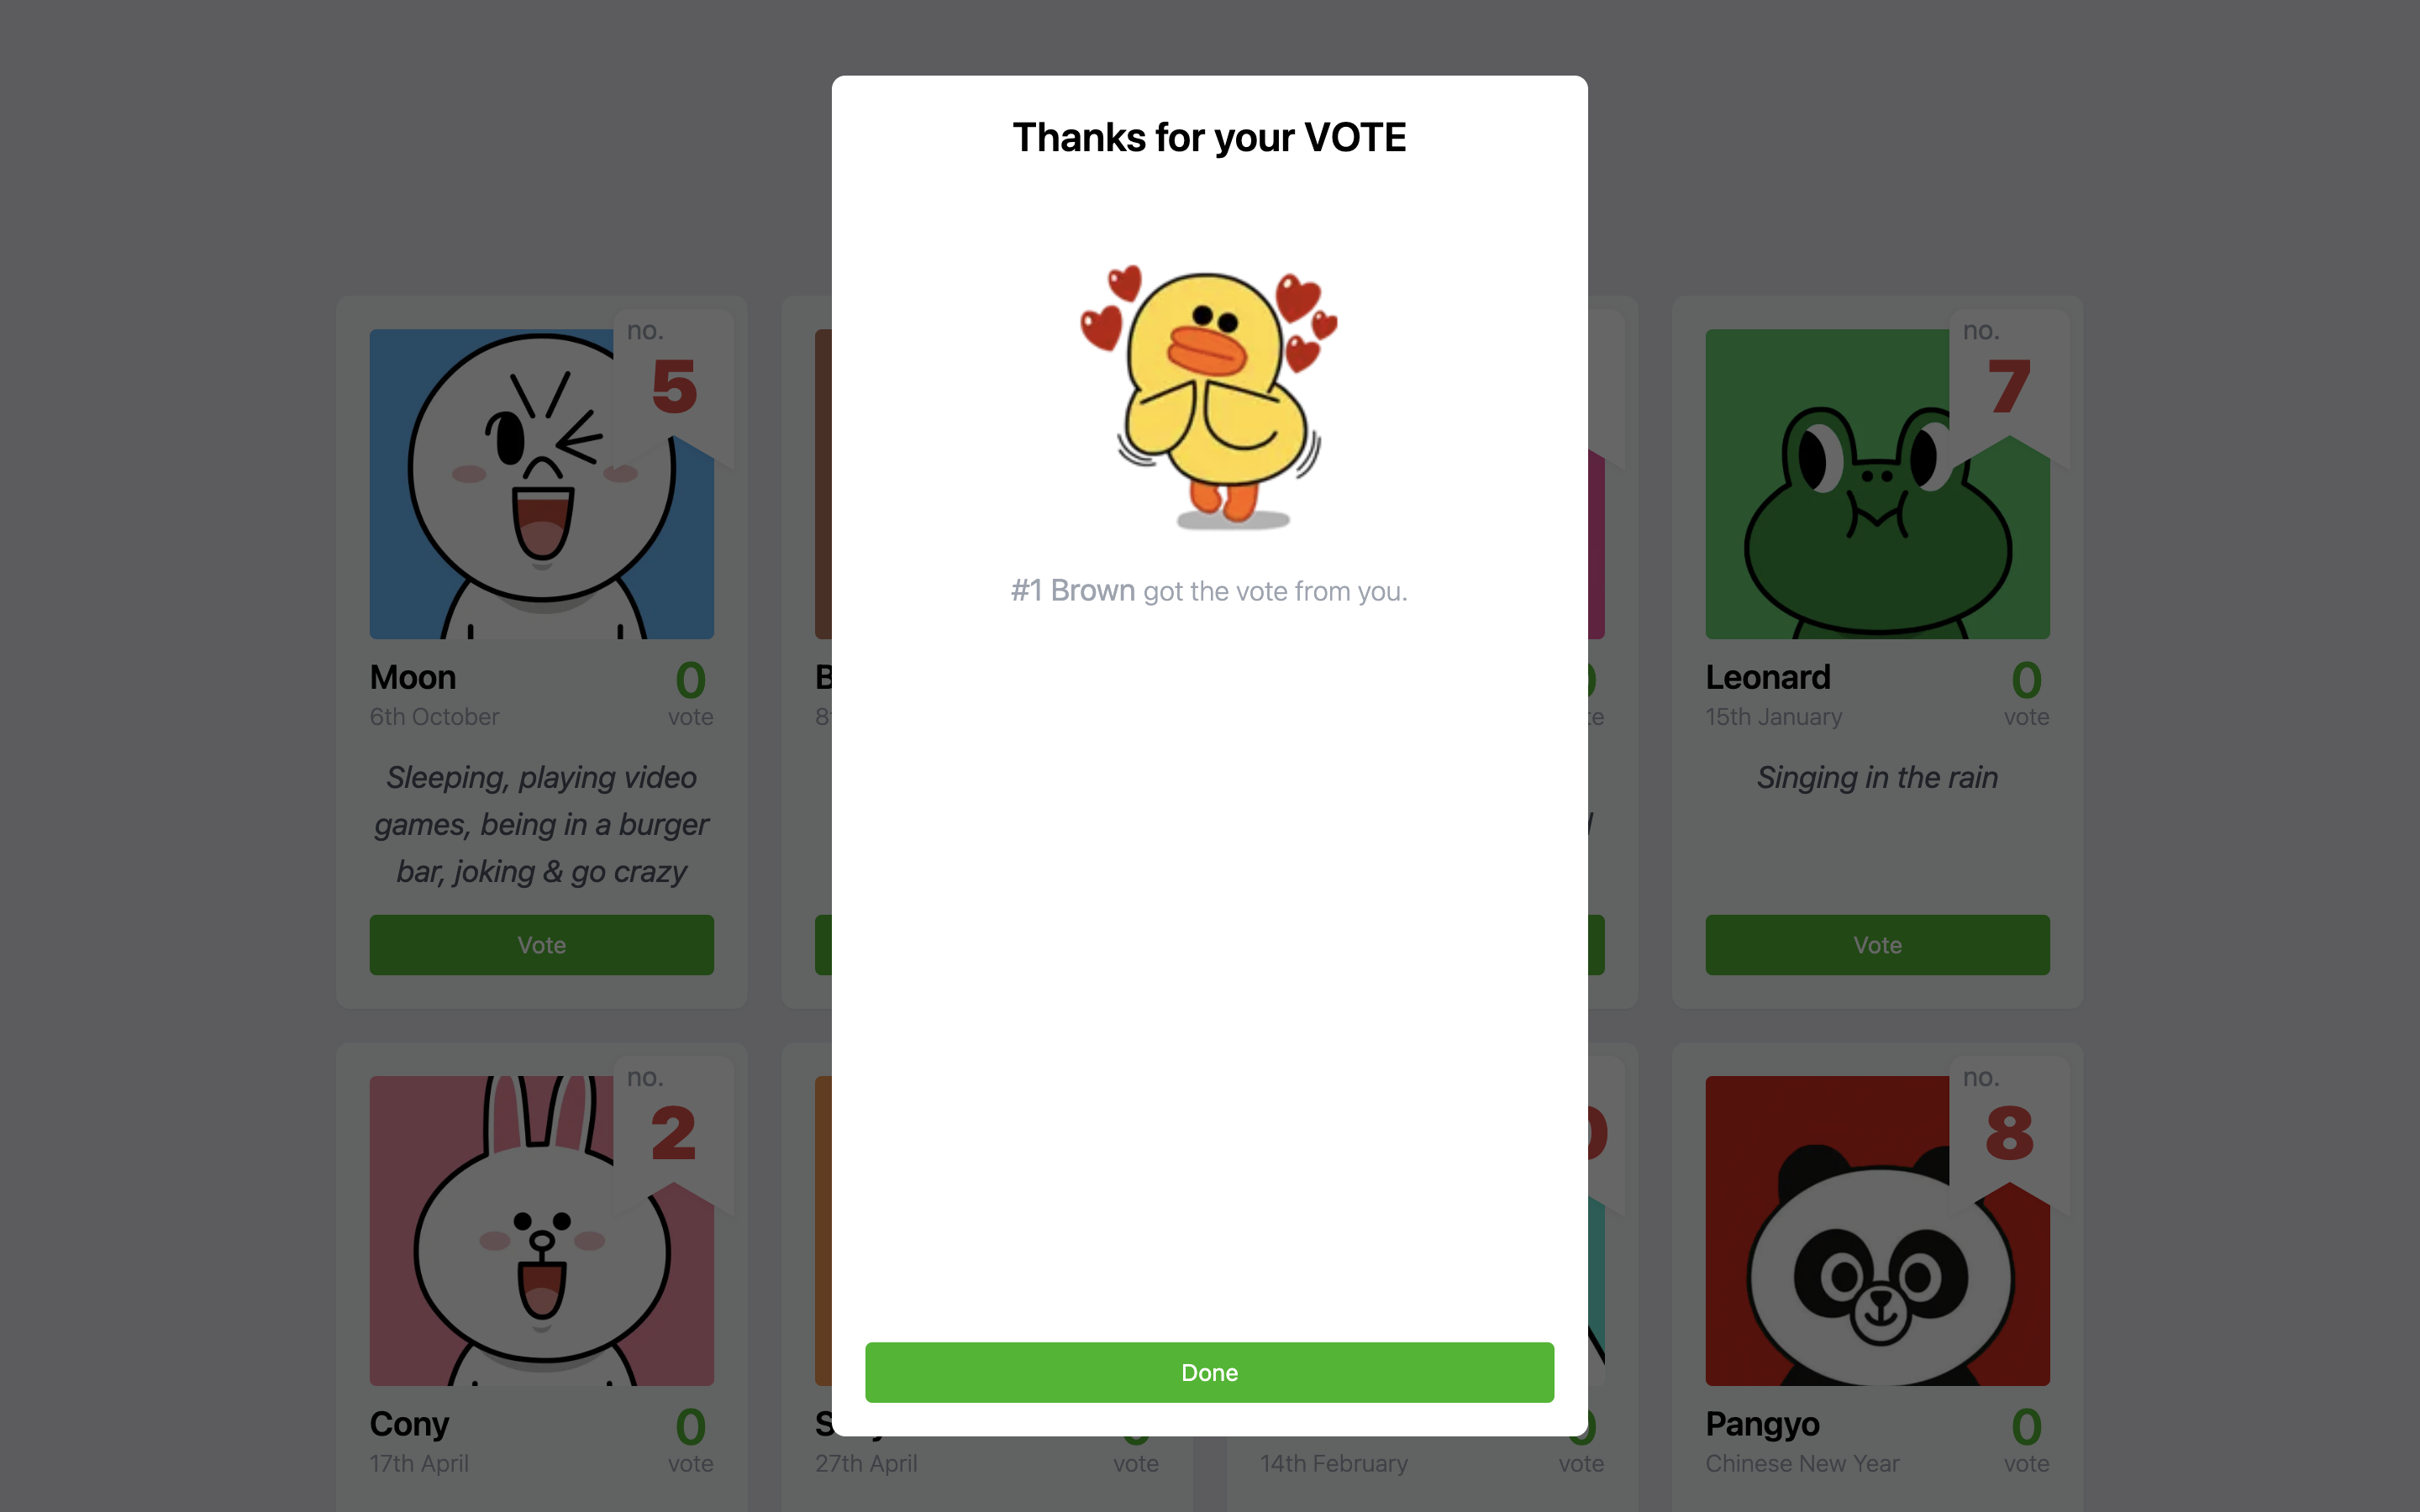 Thanks for your VOTE
#1 Brown got the vote from you.
Done
no.
5
Moon
0
6th October
vote
Sleeping, playing video
games, being in a burger
bar, joking & go crazy
Vote
no.
7
Leonard
0
15th January
vote
Singing in the rain
Vote
no.
2
Cony
0
17th April
vote
27th April
vote
14th February
vote
no.
8
Pangyo
0
Chinese New Year
vote